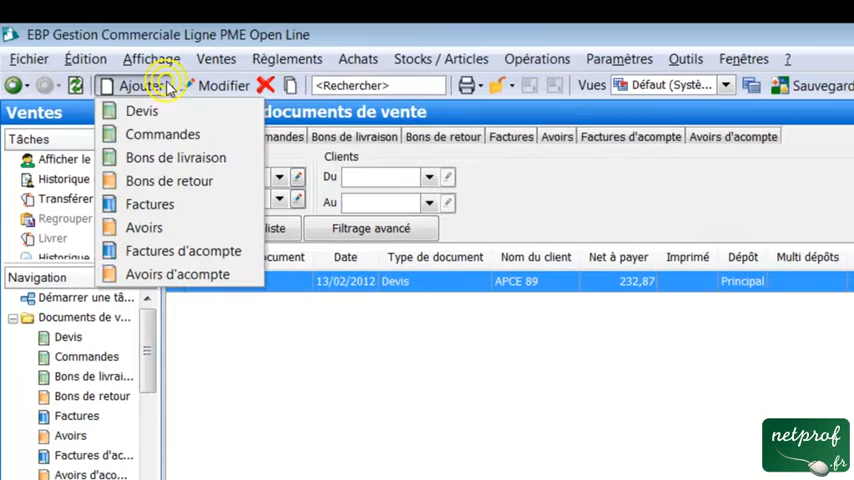 EBP Gestion Commerciale Ligne PME Open Line
Fichier Édition Affichage Ventes Règlements Achats Stocks / Articles Opérations Paramètres Outils Fenêtres ?
Ajouter Modifier <Rechercher> Vues Défaut (Systè... Sauvegard
Ventes documents de vente
Tâches
Devis
Commandes
Bons de livraison
Bons de retour
Factures
Avoirs
Factures d'acompte
Avoirs d'acompte
mandes Bons de livraison Bons de retour Factures Avoirs Factures d'acompte Avoirs d'acompte
Clients
Du
Au
iste Filtrage avancé
Afficher le
Historique
Transférer
Regrouper
Livrer
Historique
ocument Date Type de document Nom du client Net à payer Imprimé Dépôt Multi dépôts
13/02/2012 Devis APCE 89 232,87 Principal
Navigation
Démarrer une tâ...
Documents de v...
Devis
Commandes
Bons de livrai...
Bons de retour
Factures
Avoirs
Factures d'ac...
Avoirs d'aco...
netprof
.fr